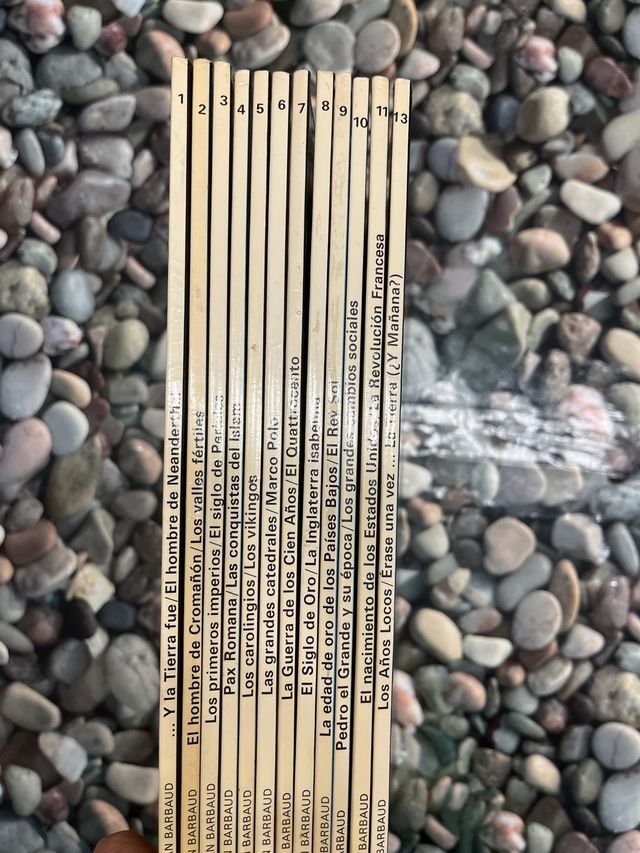 1 ... Y la Tierra fue/El hombre de Neanderthal
BARBAUD
2 El hombre de Cromañón/Los valles fértiles
BARBAUD
3 Los primeros imperios/El siglo de Pericles
BARBAUD
4 Pax Romana/Las conquistas del Islam
BARBAUD
5 Los carolingios/Los vikingos
BARBAUD
6 Las grandes catedrales/Marco Polo
BARBAUD
7 La Guerra de los Cien Años/El Quattrocento
BARBAUD
8 El Siglo de Oro/La Inglaterra isabelina
BARBAUD
9 La edad de oro de los Países Bajos/El Rey Sol
BARBAUD
10 Pedro el Grande y su época/Los grandes cambios sociales
BAUD
11 El nacimiento de los Estados Unidos/La Revolución Francesa
BARBAUD
13 Los Años Locos/Érase una vez ... La Tierra (¿Y Mañana?)
BARBAUD